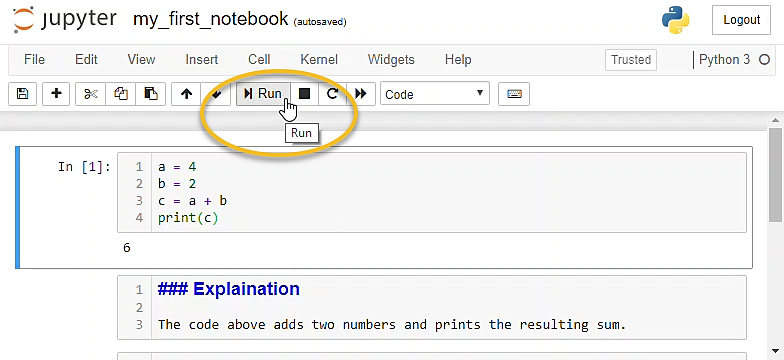 jupyter my_first_notebook (autosaved) Logout
File Edit View Insert Cell Kernel Widgets Help Trusted Python 3
Run Code
Run
In [1]:
1 a = 4
2 b = 2
3 c = a + b
4 print(c)
6
1 ### Explaination
2
3 The code above adds two numbers and prints the resulting sum.